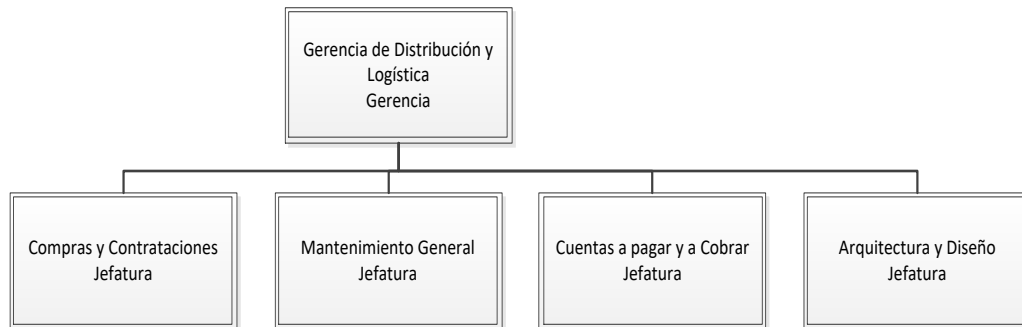 Gerencia de Distribución y
Logística
Gerencia
Compras y Contrataciones
Jefatura
Mantenimiento General
Jefatura
Cuentas a pagar y a Cobrar
Jefatura
Arquitectura y Diseño
Jefatura